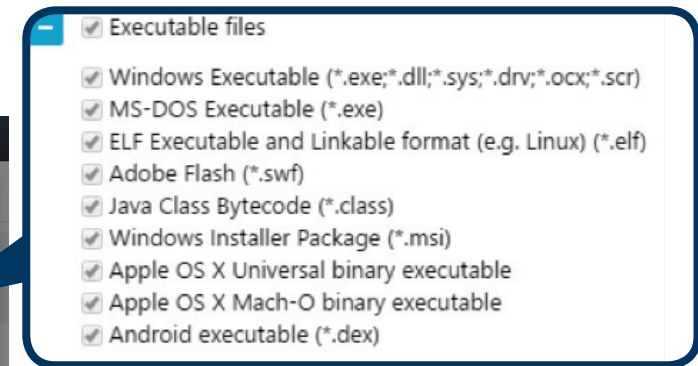 Executable files
Windows Executable (*.exe;*.dll;*.sys;*.drv;*.ocx;*.scr)
MS-DOS Executable (*.exe)
ELF Executable and Linkable format (e.g. Linux) (*.elf)
Adobe Flash (*.swf)
Java Class Bytecode (*.class)
Windows Installer Package (*.msi)
Apple OS X Universal binary executable
Apple OS X Mach-O binary executable
Android executable (*.dex)